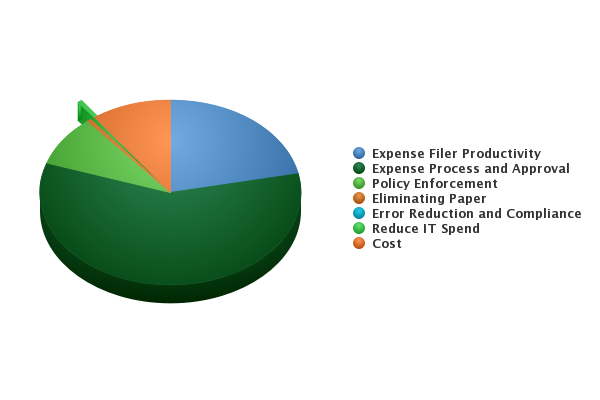 Expense Filer Productivity
Expense Process and Approval
Policy Enforcement
Eliminating Paper
Error Reduction and Compliance
Reduce IT Spend
Cost